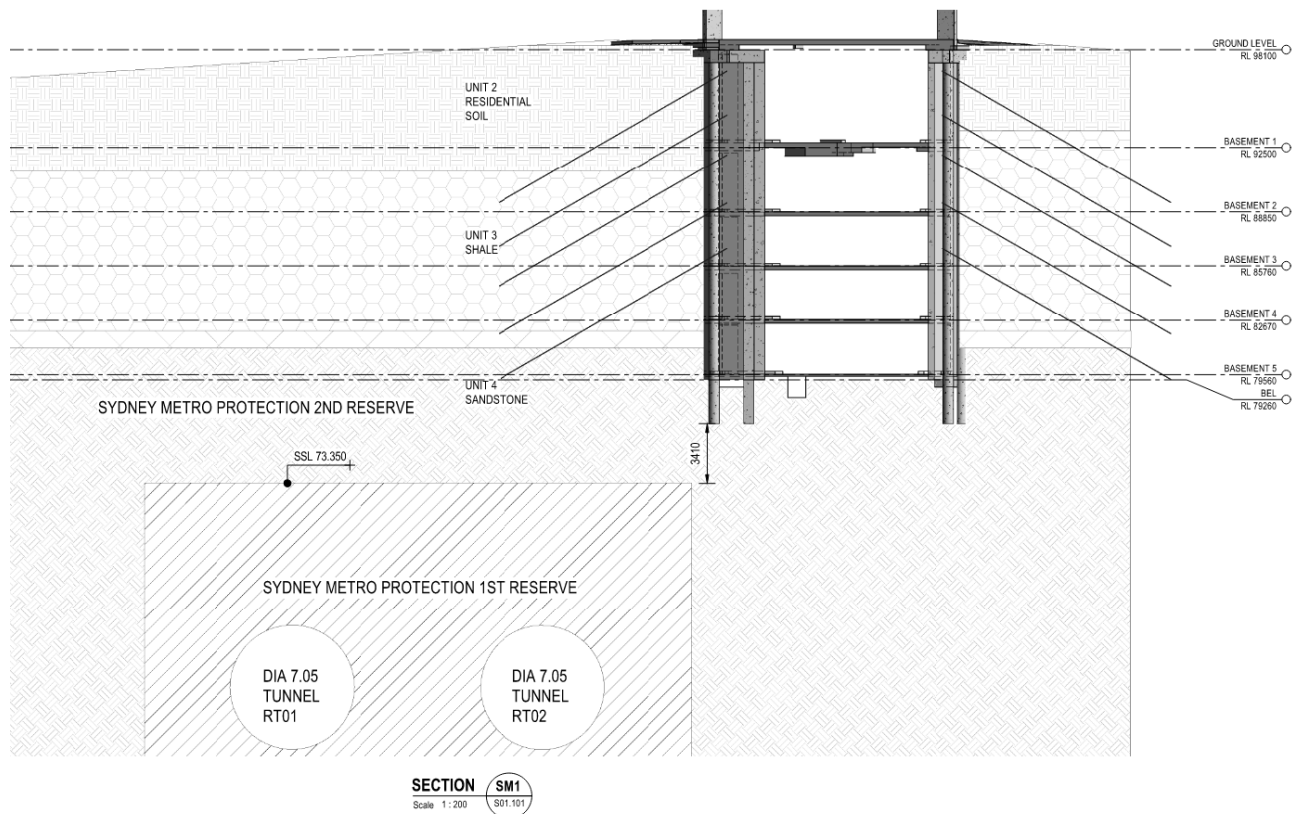 GROUND LEVEL
RL 98100
UNIT 2
RESIDENTIAL
SOIL
BASEMENT 1
RL 92500
BASEMENT 2
RL 88850
UNIT 3
SHALE
BASEMENT 3
RL 85760
BASEMENT 4
RL 82670
BASEMENT 5
RL 79560
UNIT 4
SANDSTONE
BEL
RL 79260
SYDNEY METRO PROTECTION 2ND RESERVE
3410
SSL 73.350
SYDNEY METRO PROTECTION 1ST RESERVE
DIA 7.05
TUNNEL
RT01
DIA 7.05
TUNNEL
RT02
SECTION SM1
Scale 1 : 200 S01.101